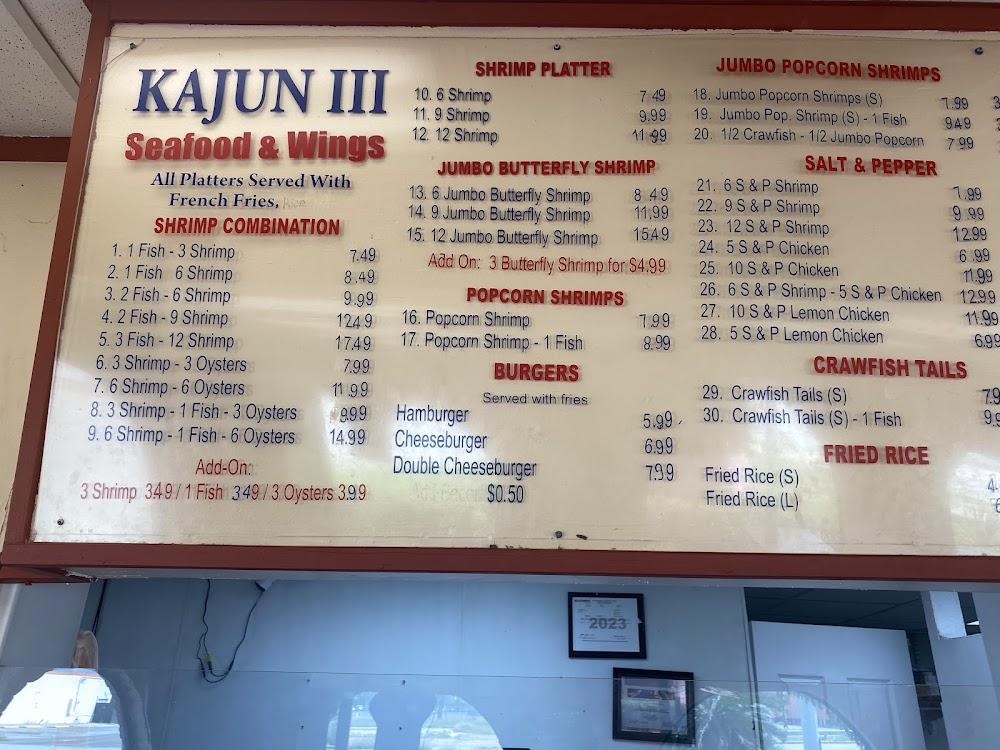 KAJUN III
Seafood & Wings
All Platters Served With
French Fries,
SHRIMP COMBINATION
1. 1 Fish - 3 Shrimp 7.49
2. 1 Fish 6 Shrimp 8.49
3. 2 Fish - 6 Shrimp 9.99
4. 2 Fish - 9 Shrimp 12.49
5. 3 Fish - 12 Shrimp 17.49
6. 3 Shrimp - 3 Oysters 7.99
7. 6 Shrimp - 6 Oysters 11.99
8. 3 Shrimp - 1 Fish - 3 Oysters 9.99
9. 6 Shrimp - 1 Fish - 6 Oysters 14.99
Add-On:
3 Shrimp 3.49 / 1 Fish 3.49 / 3 Oysters 3.99
SHRIMP PLATTER
10. 6 Shrimp 7.49
11. 9 Shrimp 9.99
12. 12 Shrimp 11.99
JUMBO BUTTERFLY SHRIMP
13. 6 Jumbo Butterfly Shrimp 8.49
14. 9 Jumbo Butterfly Shrimp 11.99
15. 12 Jumbo Butterfly Shrimp 15.49
Add On: 3 Butterfly Shrimp for $4.99
POPCORN SHRIMPS
16. Popcorn Shrimp 7.99
17. Popcorn Shrimp - 1 Fish 8.99
BURGERS
Served with fries
Hamburger 5.99
Cheeseburger 6.99
Double Cheeseburger 7.99
$0.50
JUMBO POPCORN SHRIMPS
18. Jumbo Popcorn Shrimps (S) 7.99
19. Jumbo Pop. Shrimp (S) - 1 Fish 9.49
20. 1/2 Crawfish - 1/2 Jumbo Popcorn 7.99
SALT & PEPPER
21. 6 S & P Shrimp 7.99
22. 9 S & P Shrimp 9.99
23. 12 S & P Shrimp 12.99
24. 5 S & P Chicken 6.99
25. 10 S & P Chicken 11.99
26. 6 S & P Shrimp - 5 S & P Chicken 12.99
27. 10 S & P Lemon Chicken 11.99
28. 5 S & P Lemon Chicken 6.99
CRAWFISH TAILS
29. Crawfish Tails (S)
30. Crawfish Tails (S) - 1 Fish
FRIED RICE
Fried Rice (S)
Fried Rice (L)
2023